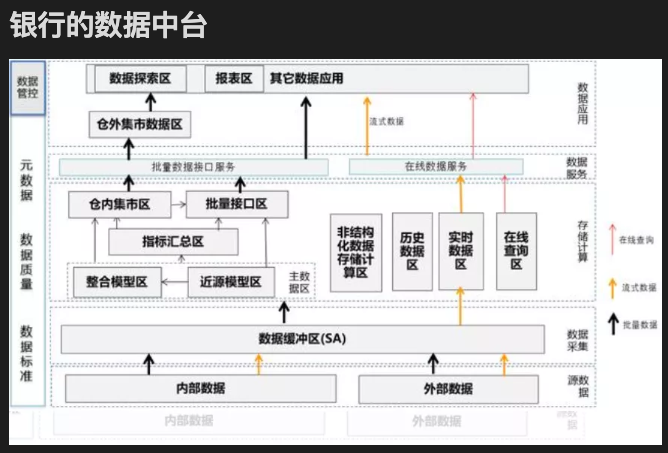 银行的数据中台
数据
管控
数据探索区
报表区
其它数据应用
数据应用
仓外集市数据区
流式数据
元数据
批量数据接口服务
在线数据服务
数据
服务
仓内集市区
批量接口区
指标汇总区
整合模型区
近源模型区
主数
据区
非结构
化数据
存储计
算区
历史
数据
区
实时
数据
区
在线
查询
区
存储计算
在线查询
流式数据
批量数据
数据质量
数据缓冲区(SA)
数据
采集
数据标准
内部数据
外部数据
源数
据
内部数据
外部数据